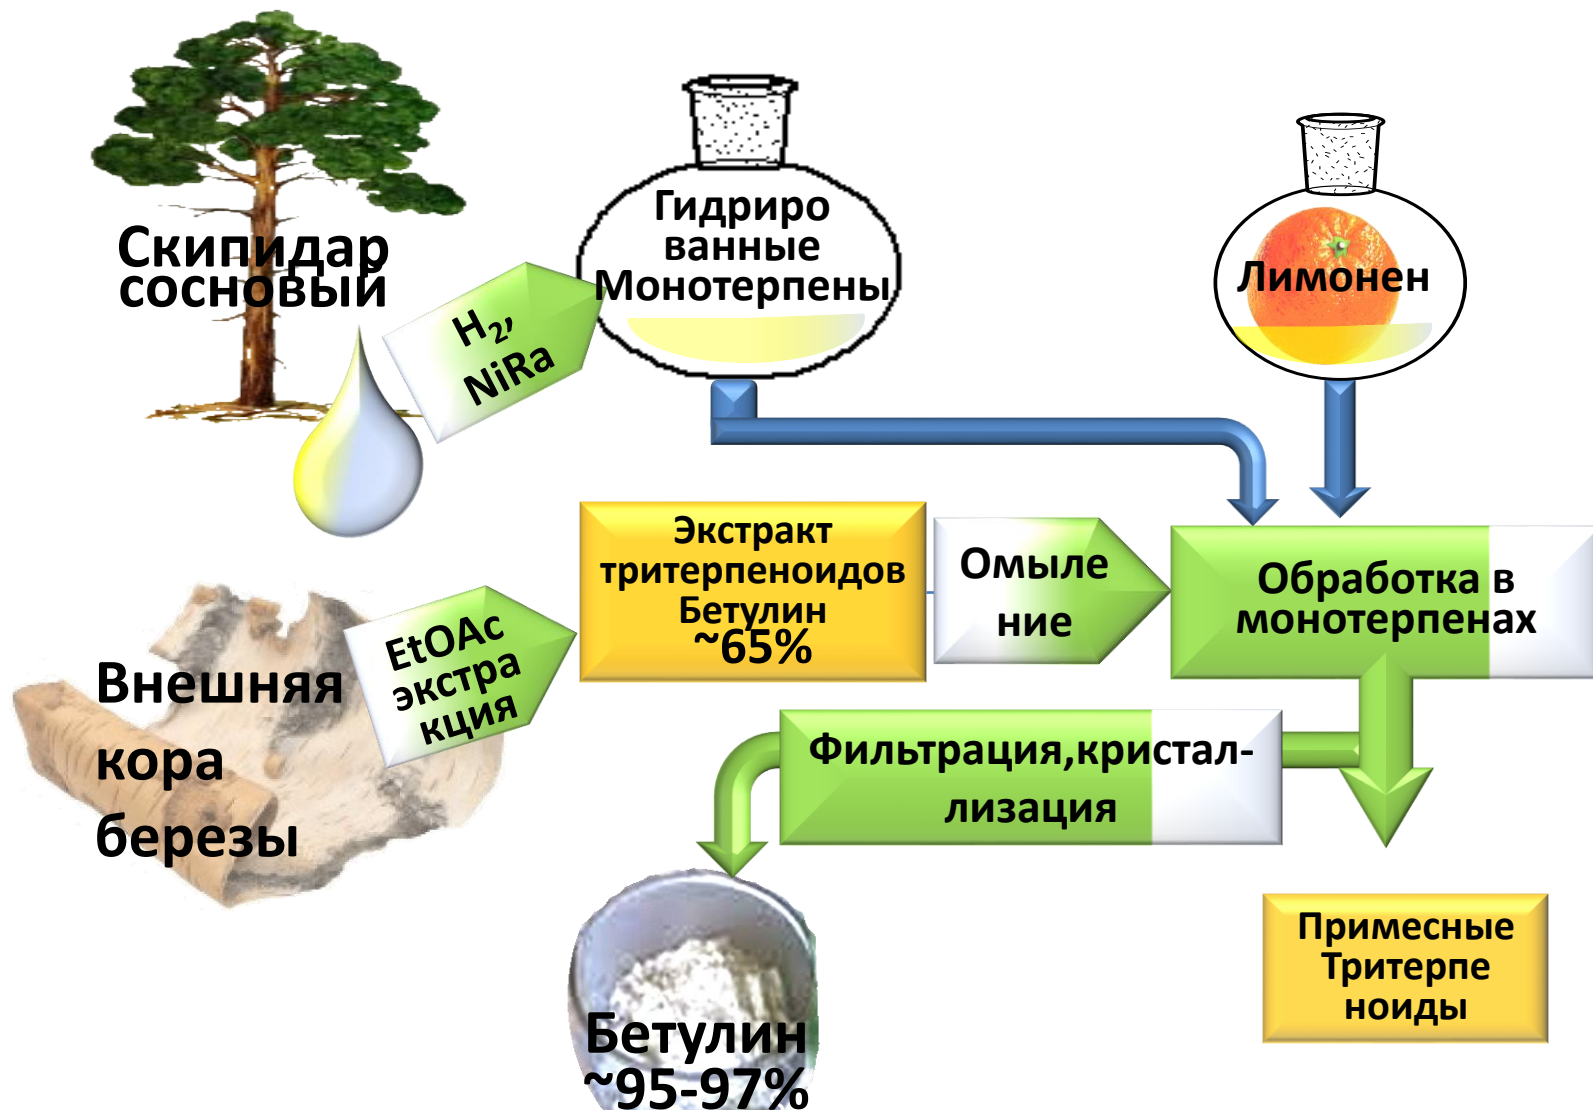 Скипидар
сосновый
H₂,
NiRa
Гидриро
ванные
Монотерпены
Лимонен
Внешняя
кора
березы
EtOAc
экстра
кция
Экстракт
тритерпеноидов
Бетулин
~65%
Омыле
ние
Обработка в
монотерпенах
Фильтрация,кристал-
лизация
Бетулин
~95-97%
Примесные
Тритерпе
ноиды